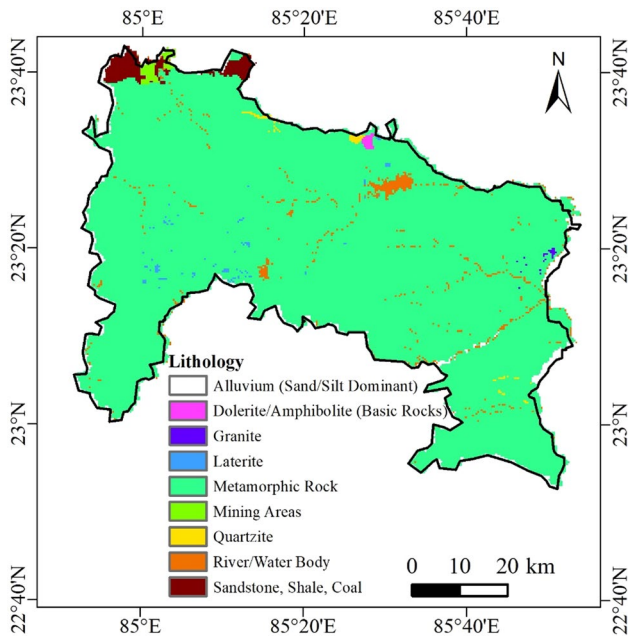 85°E 85°20'E 85°40'E
23°40'N 23°40'N
N
23°20'N 23°20'N
Lithology
Alluvium (Sand/Silt Dominant)
Dolerite/Amphibolite (Basic Rocks)
23°N 23°N
Granite
Laterite
Metamorphic Rock
Mining Areas
Quartzite
River/Water Body
Sandstone, Shale, Coal
0 10 20 km
22°40'N 22°40'N
85°E 85°20'E 85°40'E